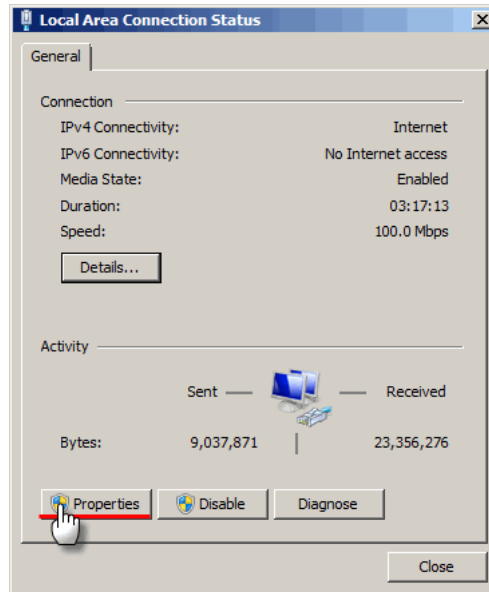 Local Area Connection Status
General
Connection
IPv4 Connectivity: Internet
IPv6 Connectivity: No Internet access
Media State: Enabled
Duration: 03:17:13
Speed: 100.0 Mbps
Details...
Activity
Sent Received
Bytes: 9,037,871 23,356,276
Properties Disable Diagnose
Close